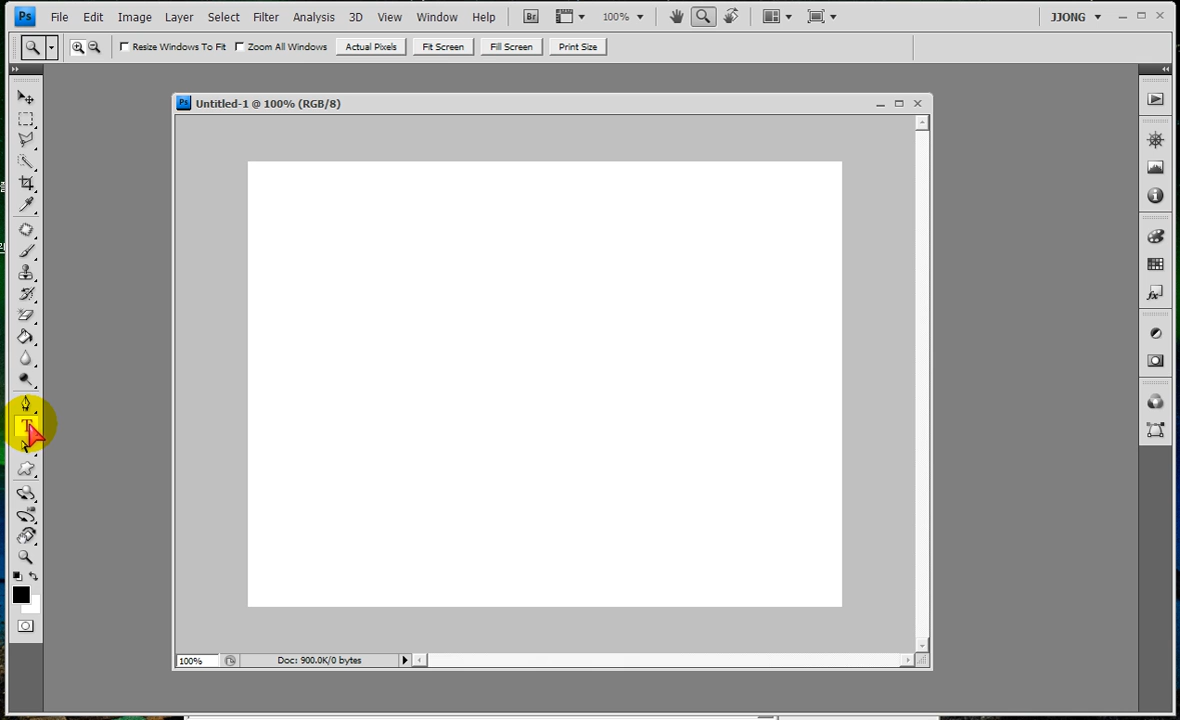 Ps File Edit Image Layer Select Filter Analysis 3D View Window Help Br 100% JJONG
Resize Windows To Fit Zoom All Windows Actual Pixels Fit Screen Fill Screen Print Size
Ps Untitled-1 @ 100% (RGB/8)
T
100% Doc: 900.0K/0 bytes